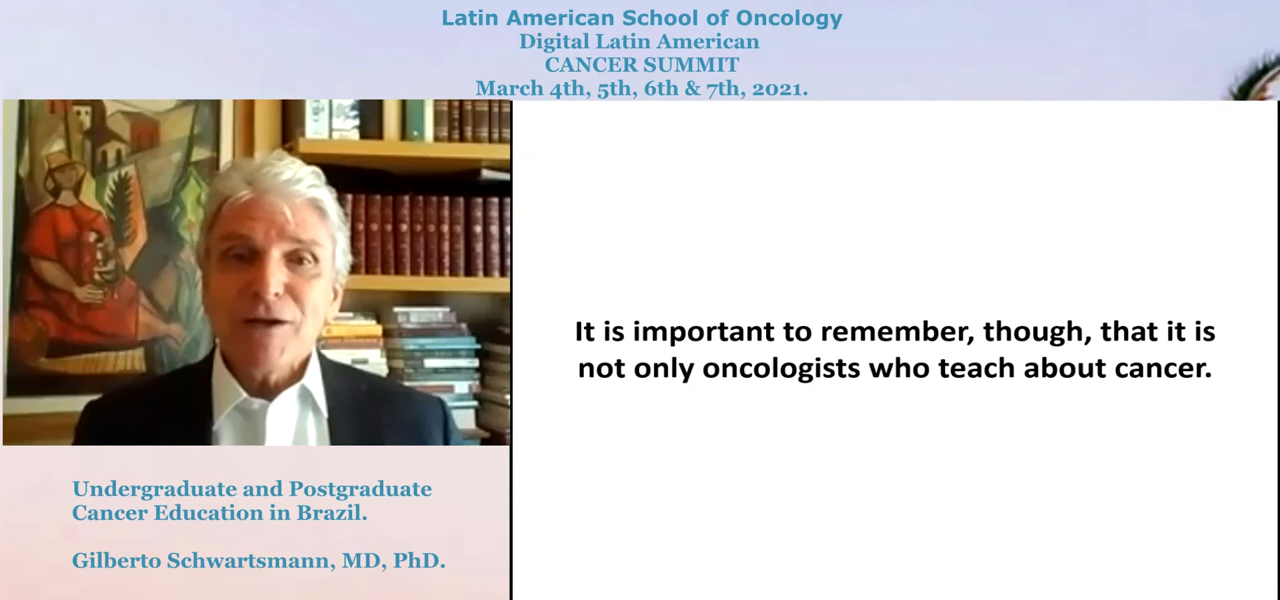 Latin American School of Oncology
Digital Latin American
CANCER SUMMIT
March 4th, 5th, 6th & 7th, 2021.
It is important to remember, though, that it is
not only oncologists who teach about cancer.
Undergraduate and Postgraduate
Cancer Education in Brazil.
Gilberto Schwartsmann, MD, PhD.